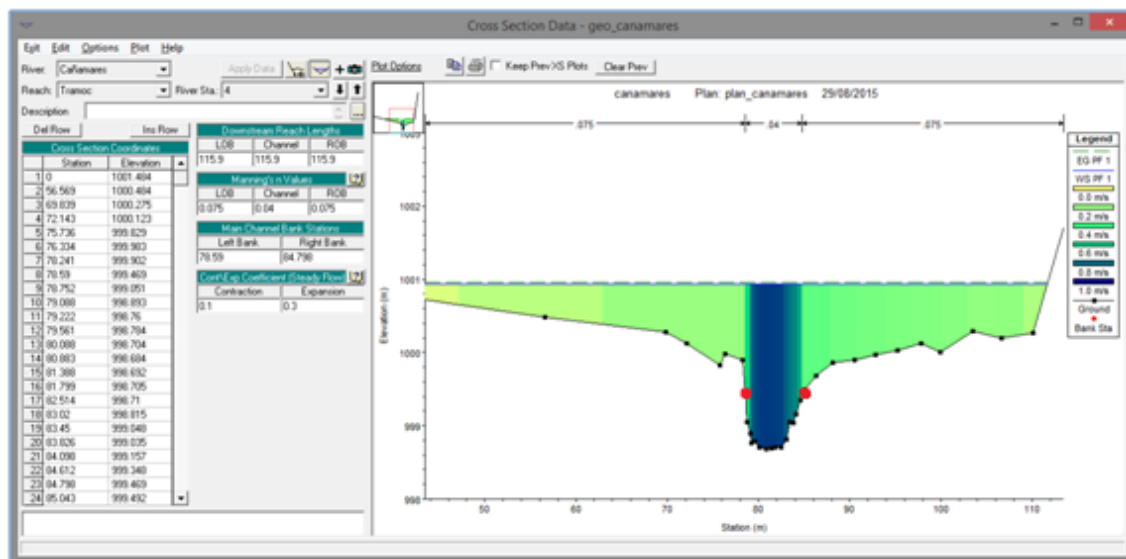 Cross Section Data - geo_canamares
Exit Edit Options Plot Help
River: Cañamares Apply Data
Reach: Tramoc River Sta.: 4
Description
Del Row Ins Row
Cross Section Coordinates
Station Elevation
1 0 1001.484
2 56.569 1000.484
3 69.839 1000.275
4 72.143 1000.123
5 75.736 999.829
6 76.334 999.983
7 78.241 999.902
8 78.59 999.469
9 78.752 999.051
10 79.088 998.893
11 79.222 998.76
12 79.561 998.784
13 80.088 998.704
14 80.883 998.684
15 81.388 998.692
16 81.799 998.705
17 82.514 998.71
18 83.02 998.815
19 83.45 999.048
20 83.826 999.035
21 84.098 999.157
22 84.612 999.348
23 84.798 999.469
24 85.043 999.492
Downstream Reach Lengths
LOB Channel ROB
115.9 115.9 115.9
Manning's n Values
LOB Channel ROB
0.075 0.04 0.075
Main Channel Bank Stations
Left Bank Right Bank
78.59 84.798
Cont\Exp Coefficient (Steady Flow)
Contraction Expansion
0.1 0.3
Plot Options Keep Prev XS Plots Clear Prev
canamares Plan: plan_canamares 29/08/2015
.075 .04 .075
1003
1002
1001
1000
999
998
Elevation (m)
50 60 70 80 90 100 110
Station (m)
Legend
EG PF 1
WS PF 1
0.0 m/s
0.2 m/s
0.4 m/s
0.6 m/s
0.8 m/s
1.0 m/s
Ground
Bank Sta